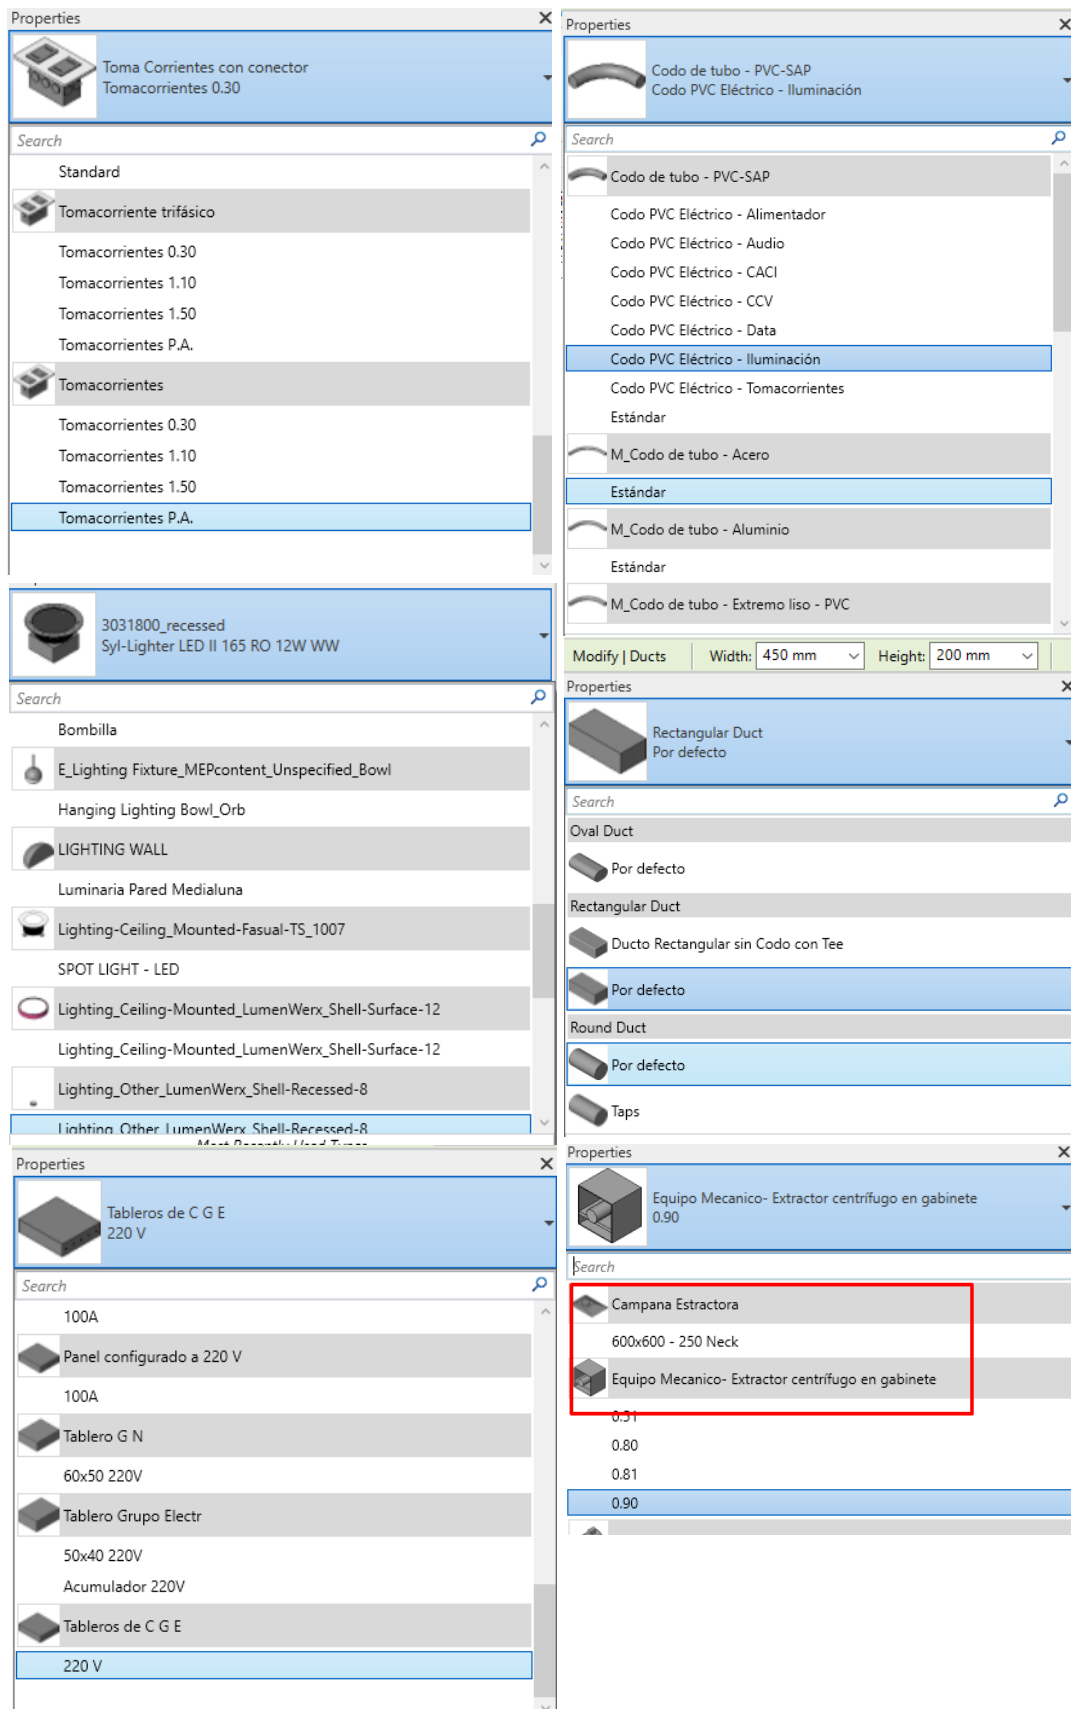 Properties
Toma Corrientes con conector
Tomacorrientes 0.30
Search
Standard
Tomacorriente trifásico
Tomacorrientes 0.30
Tomacorrientes 1.10
Tomacorrientes 1.50
Tomacorrientes P.A.
Tomacorrientes
Tomacorrientes 0.30
Tomacorrientes 1.10
Tomacorrientes 1.50
Tomacorrientes P.A.
Properties
Codo de tubo - PVC-SAP
Codo PVC Eléctrico - Iluminación
Search
Codo de tubo - PVC-SAP
Codo PVC Eléctrico - Alimentador
Codo PVC Eléctrico - Audio
Codo PVC Eléctrico - CACI
Codo PVC Eléctrico - CCV
Codo PVC Eléctrico - Data
Codo PVC Eléctrico - Iluminación
Codo PVC Eléctrico - Tomacorrientes
Estándar
M_Codo de tubo - Acero
Estándar
M_Codo de tubo - Aluminio
Estándar
M_Codo de tubo - Extremo liso - PVC
3031800_recessed
Syl-Lighter LED II 165 RO 12W WW
Search
Bombilla
E_Lighting Fixture_MEPcontent_Unspecified_Bowl
Hanging Lighting Bowl_Orb
LIGHTING WALL
Luminaria Pared Medialuna
Lighting-Ceiling_Mounted-Fasual-TS_1007
SPOT LIGHT - LED
Lighting_Ceiling-Mounted_LumenWerx_Shell-Surface-12
Lighting_Ceiling-Mounted_LumenWerx_Shell-Surface-12
Lighting_Other_LumenWerx_Shell-Recessed-8
Lighting_Other_LumenWerx_Shell-Recessed-8
Most Recently Used Types
Modify | Ducts Width: 450 mm Height: 200 mm
Properties
Rectangular Duct
Por defecto
Search
Oval Duct
Por defecto
Rectangular Duct
Ducto Rectangular sin Codo con Tee
Por defecto
Round Duct
Por defecto
Taps
Properties
Tableros de C G E
220 V
Search
100A
Panel configurado a 220 V
100A
Tablero G N
60x50 220V
Tablero Grupo Electr
50x40 220V
Acumulador 220V
Tableros de C G E
220 V
Properties
Equipo Mecanico- Extractor centrífugo en gabinete
0.90
Search
Campana Estractora
600x600 - 250 Neck
Equipo Mecanico- Extractor centrífugo en gabinete
0.51
0.80
0.81
0.90